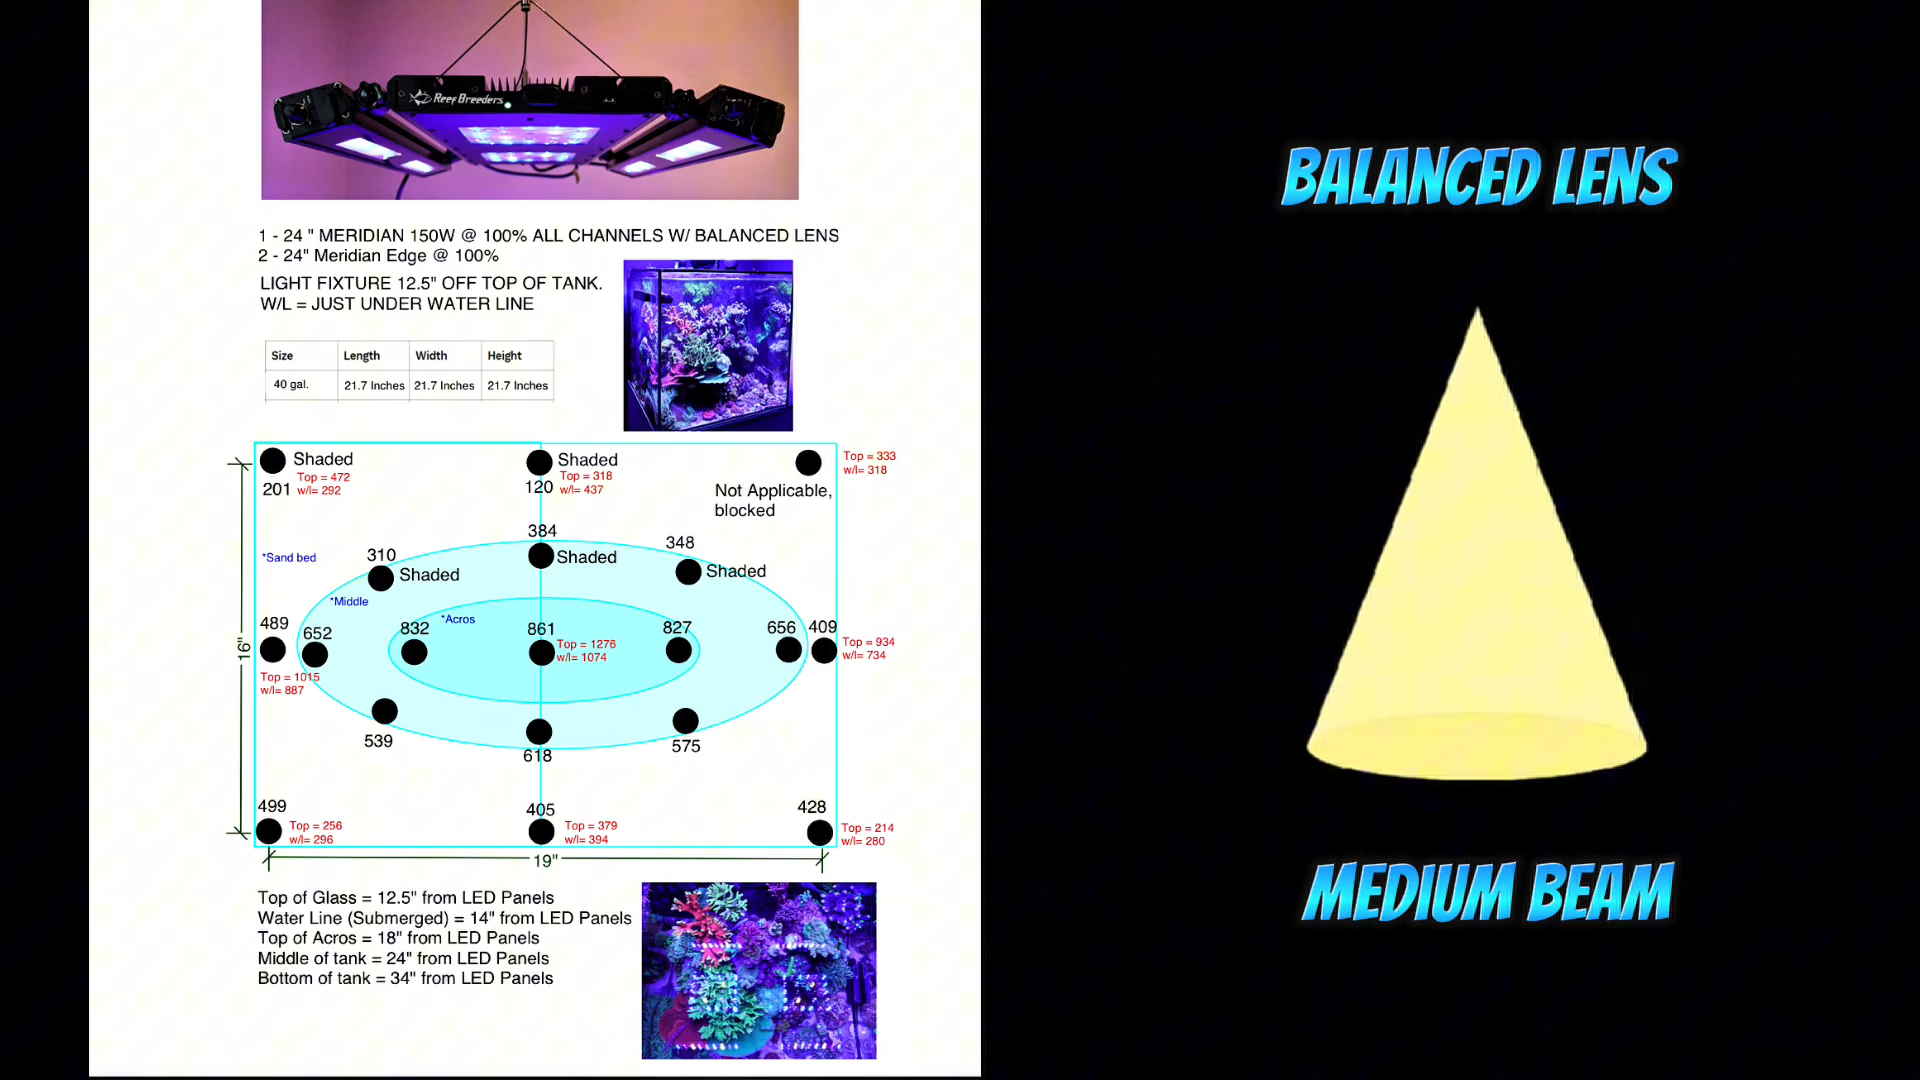 Reef Breeders
BALANCED LENS
1 - 24 " MERIDIAN 150W @ 100% ALL CHANNELS W/ BALANCED LENS
2 - 24" Meridian Edge @ 100%
LIGHT FIXTURE 12.5" OFF TOP OF TANK.
W/L = JUST UNDER WATER LINE
Size Length Width Height
40 gal. 21.7 Inches 21.7 Inches 21.7 Inches
Shaded
201
Top = 472
w/l= 292
Shaded
120
Top = 318
w/l= 437
Top = 333
w/l= 318
Not Applicable,
blocked
*Sand bed
310
Shaded
384
Shaded
348
Shaded
*Middle
*Acros
16"
489
652
832
861
827
656
409
Top = 1015
w/l= 887
Top = 1276
w/l= 1074
Top = 934
w/l= 734
539
618
575
499
Top = 256
w/l= 296
405
Top = 379
w/l= 394
428
Top = 214
w/l= 280
19"
Top of Glass = 12.5" from LED Panels
Water Line (Submerged) = 14" from LED Panels
Top of Acros = 18" from LED Panels
Middle of tank = 24" from LED Panels
Bottom of tank = 34" from LED Panels
MEDIUM BEAM